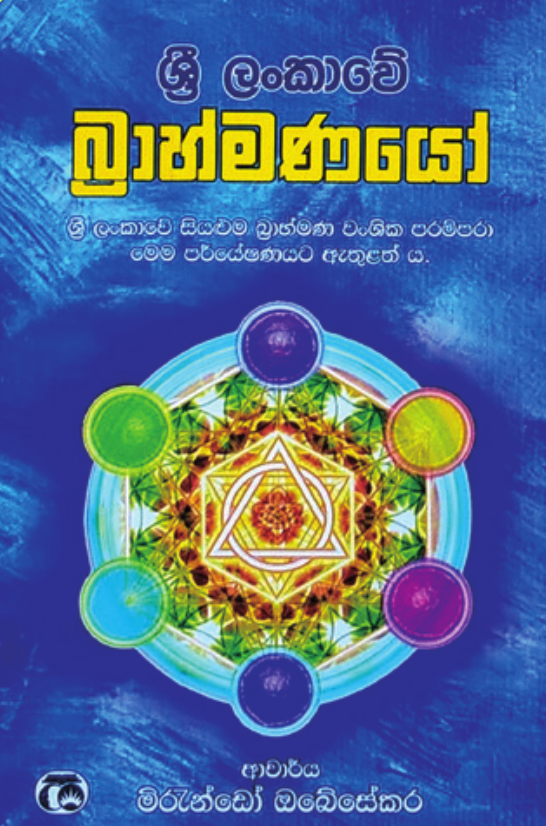 ශ්‍රී ලංකාවේ
බ්‍රාහ්මණයෝ
ශ්‍රී ලංකාවේ සියළුම බ්‍රාහ්මණ වංශික පරම්පරා
මෙම පර්යේෂණයට ඇතුළත් ය.
ආචාර්ය
මිරැන්ඩෝ ඔබේසේකර